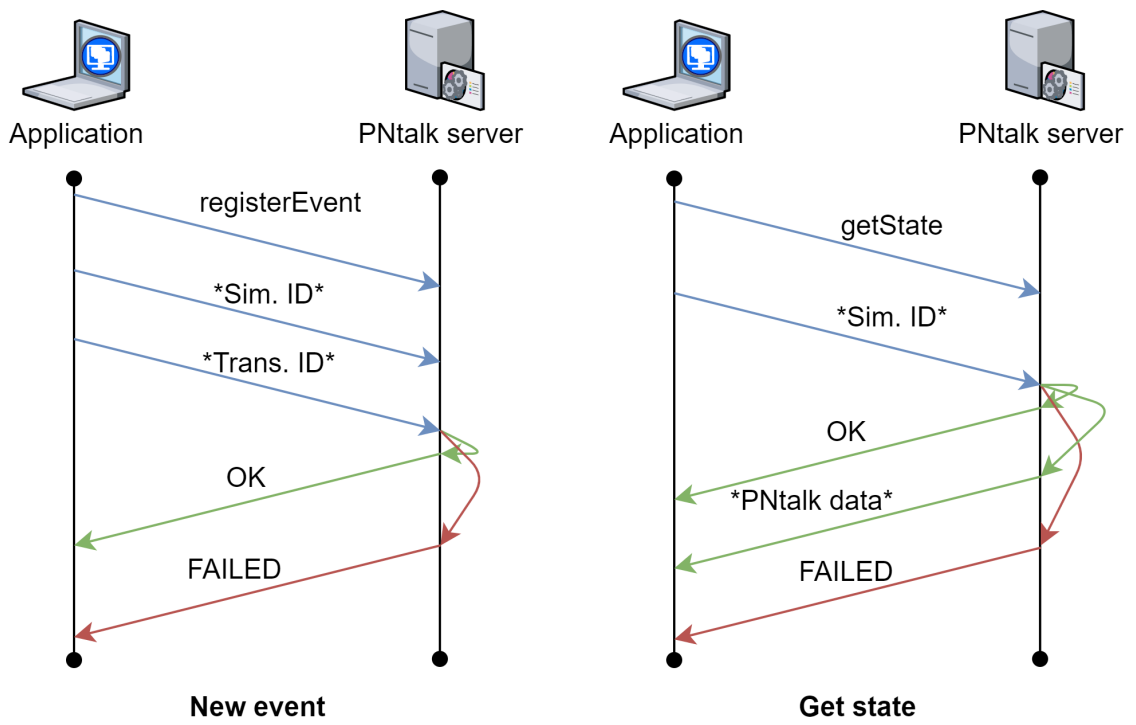 Application
PNtalk server
registerEvent
*Sim. ID*
*Trans. ID*
OK
FAILED
New event
Application
PNtalk server
getState
*Sim. ID*
OK
*PNtalk data*
FAILED
Get state